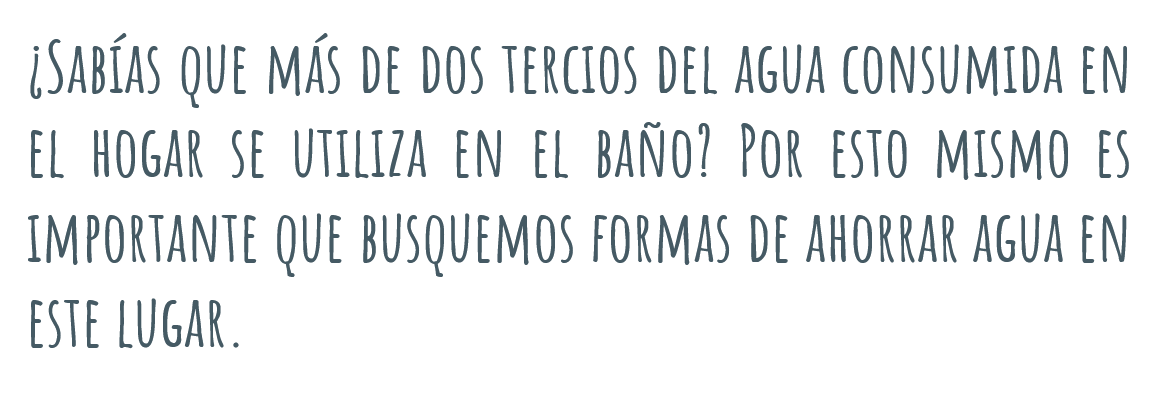 ¿Sabías que más de dos tercios del agua consumida en
el hogar se utiliza en el baño? Por esto mismo es
importante que busquemos formas de ahorrar agua en
este lugar.